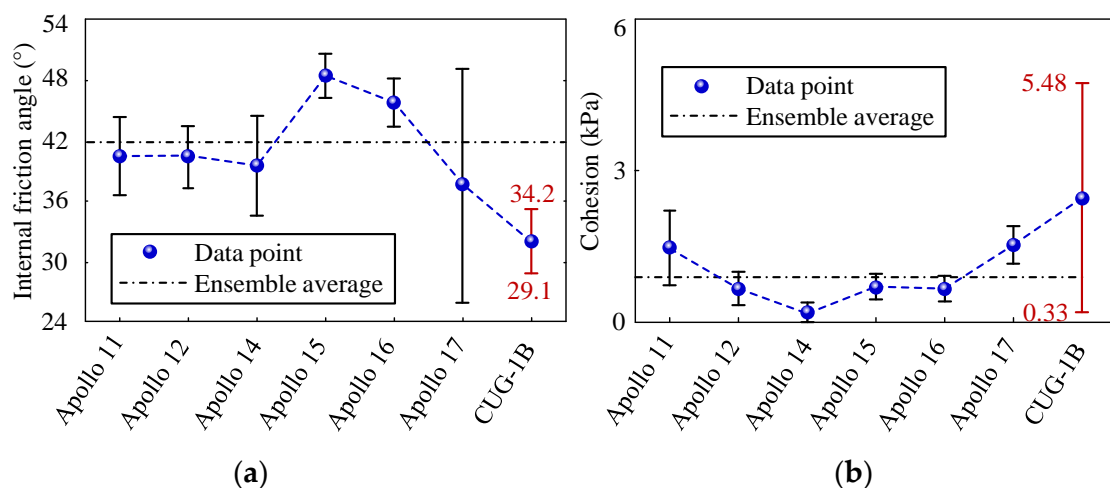 Internal friction angle (°)
54
48
42
36
30
24
34.2
29.1
Data point
Ensemble average
Apollo 11
Apollo 12
Apollo 14
Apollo 15
Apollo 16
Apollo 17
CUG-1B
(a)
Cohesion (kPa)
6
3
0
Data point
Ensemble average
5.48
0.33
Apollo 11
Apollo 12
Apollo 14
Apollo 15
Apollo 16
Apollo 17
CUG-1B
(b)